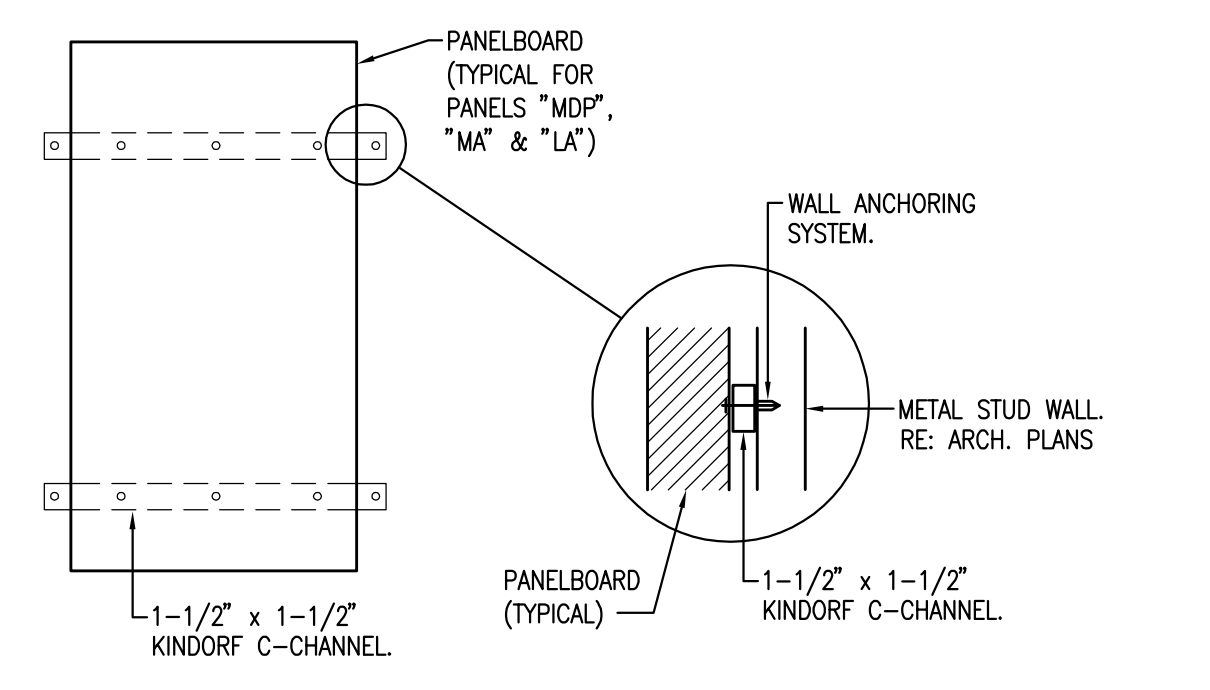 PANELBOARD
(TYPICAL FOR
PANELS "MDP",
"MA" & "LA")
WALL ANCHORING
SYSTEM.
METAL STUD WALL.
RE: ARCH. PLANS
PANELBOARD
(TYPICAL)
1-1/2" x 1-1/2"
KINDORF C-CHANNEL.
1-1/2" x 1-1/2"
KINDORF C-CHANNEL.